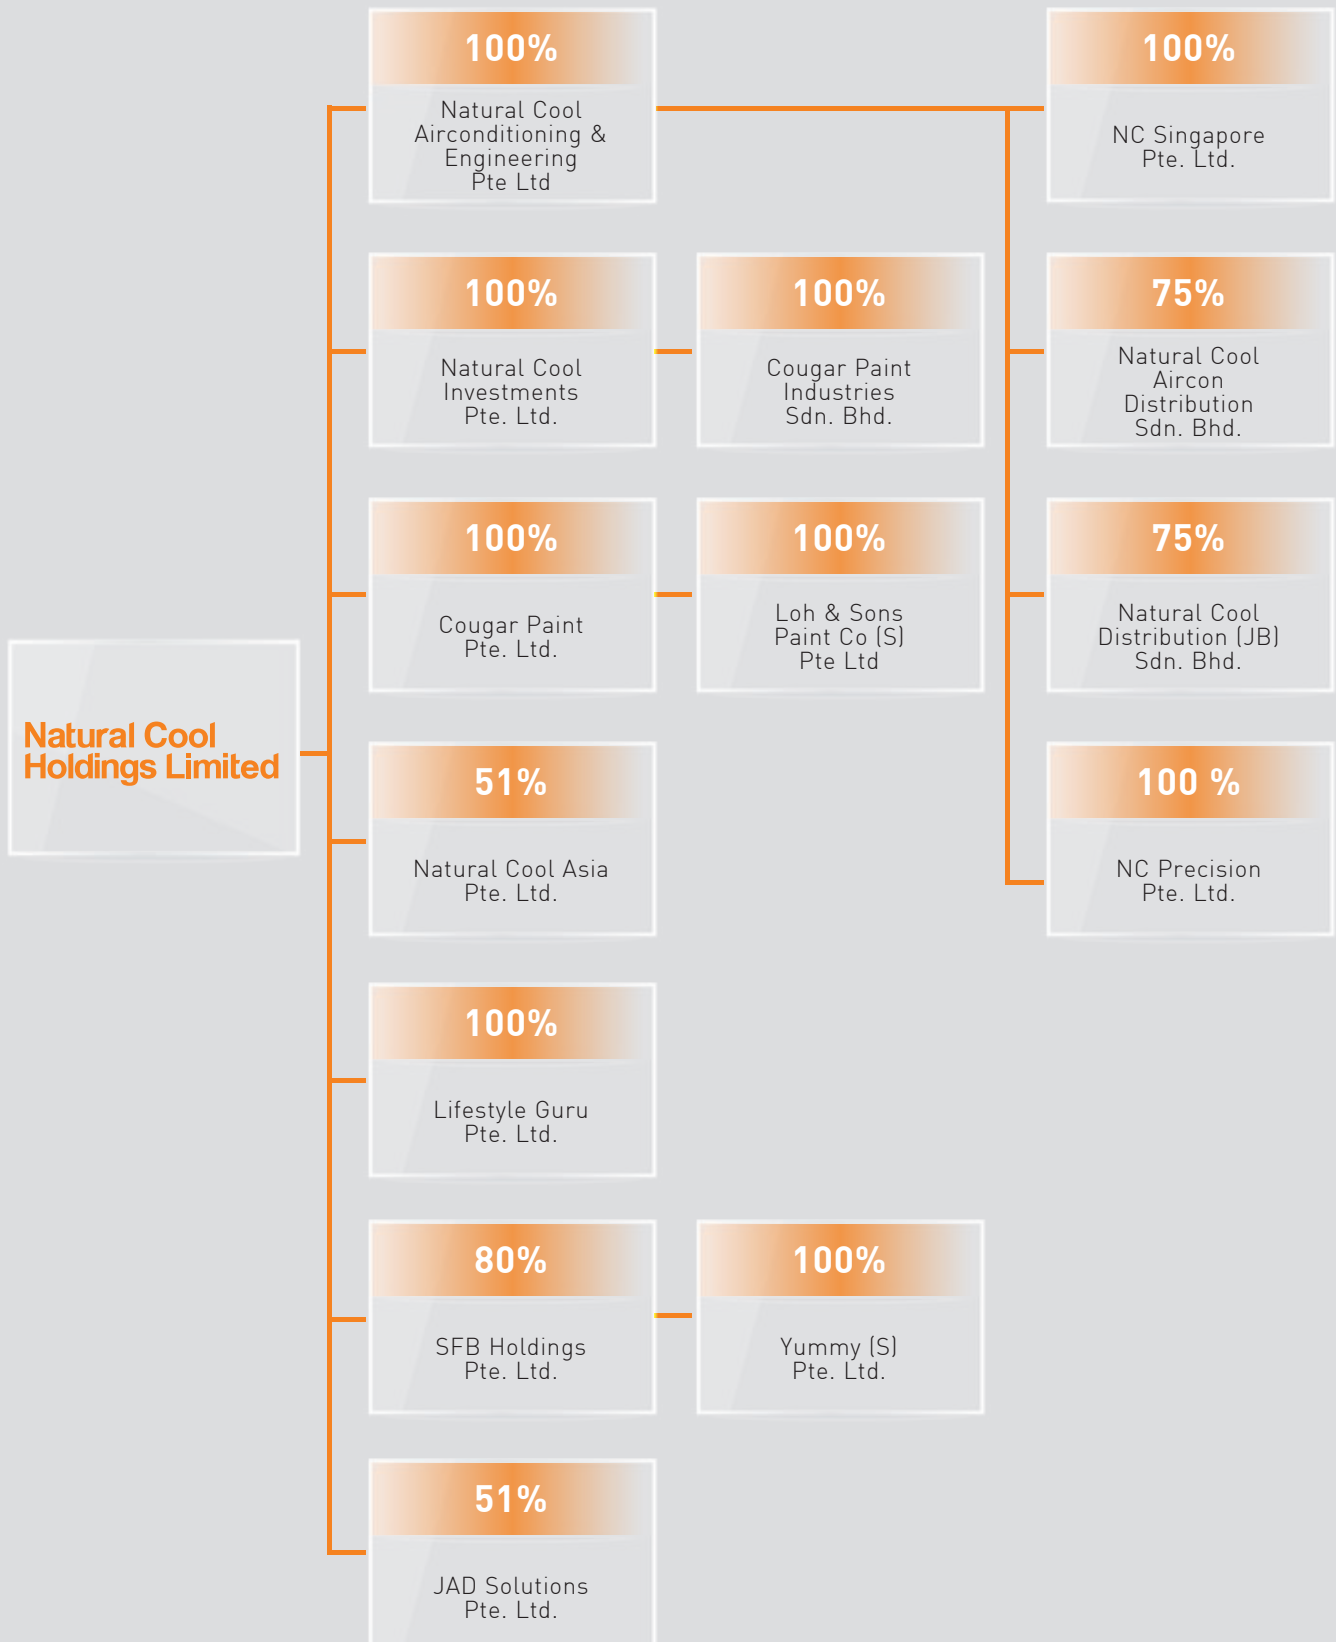 100%
Natural Cool
Airconditioning &
Engineering
Pte Ltd
100%
NC Singapore
Pte. Ltd.
100%
Natural Cool
Investments
Pte. Ltd.
100%
Cougar Paint
Industries
Sdn. Bhd.
75%
Natural Cool
Aircon
Distribution
Sdn. Bhd.
100%
Cougar Paint
Pte. Ltd.
100%
Loh & Sons
Paint Co (S)
Pte Ltd
75%
Natural Cool
Distribution (JB)
Sdn. Bhd.
Natural Cool
Holdings Limited
51%
Natural Cool Asia
Pte. Ltd.
100 %
NC Precision
Pte. Ltd.
100%
Lifestyle Guru
Pte. Ltd.
80%
SFB Holdings
Pte. Ltd.
100%
Yummy (S)
Pte. Ltd.
51%
JAD Solutions
Pte. Ltd.